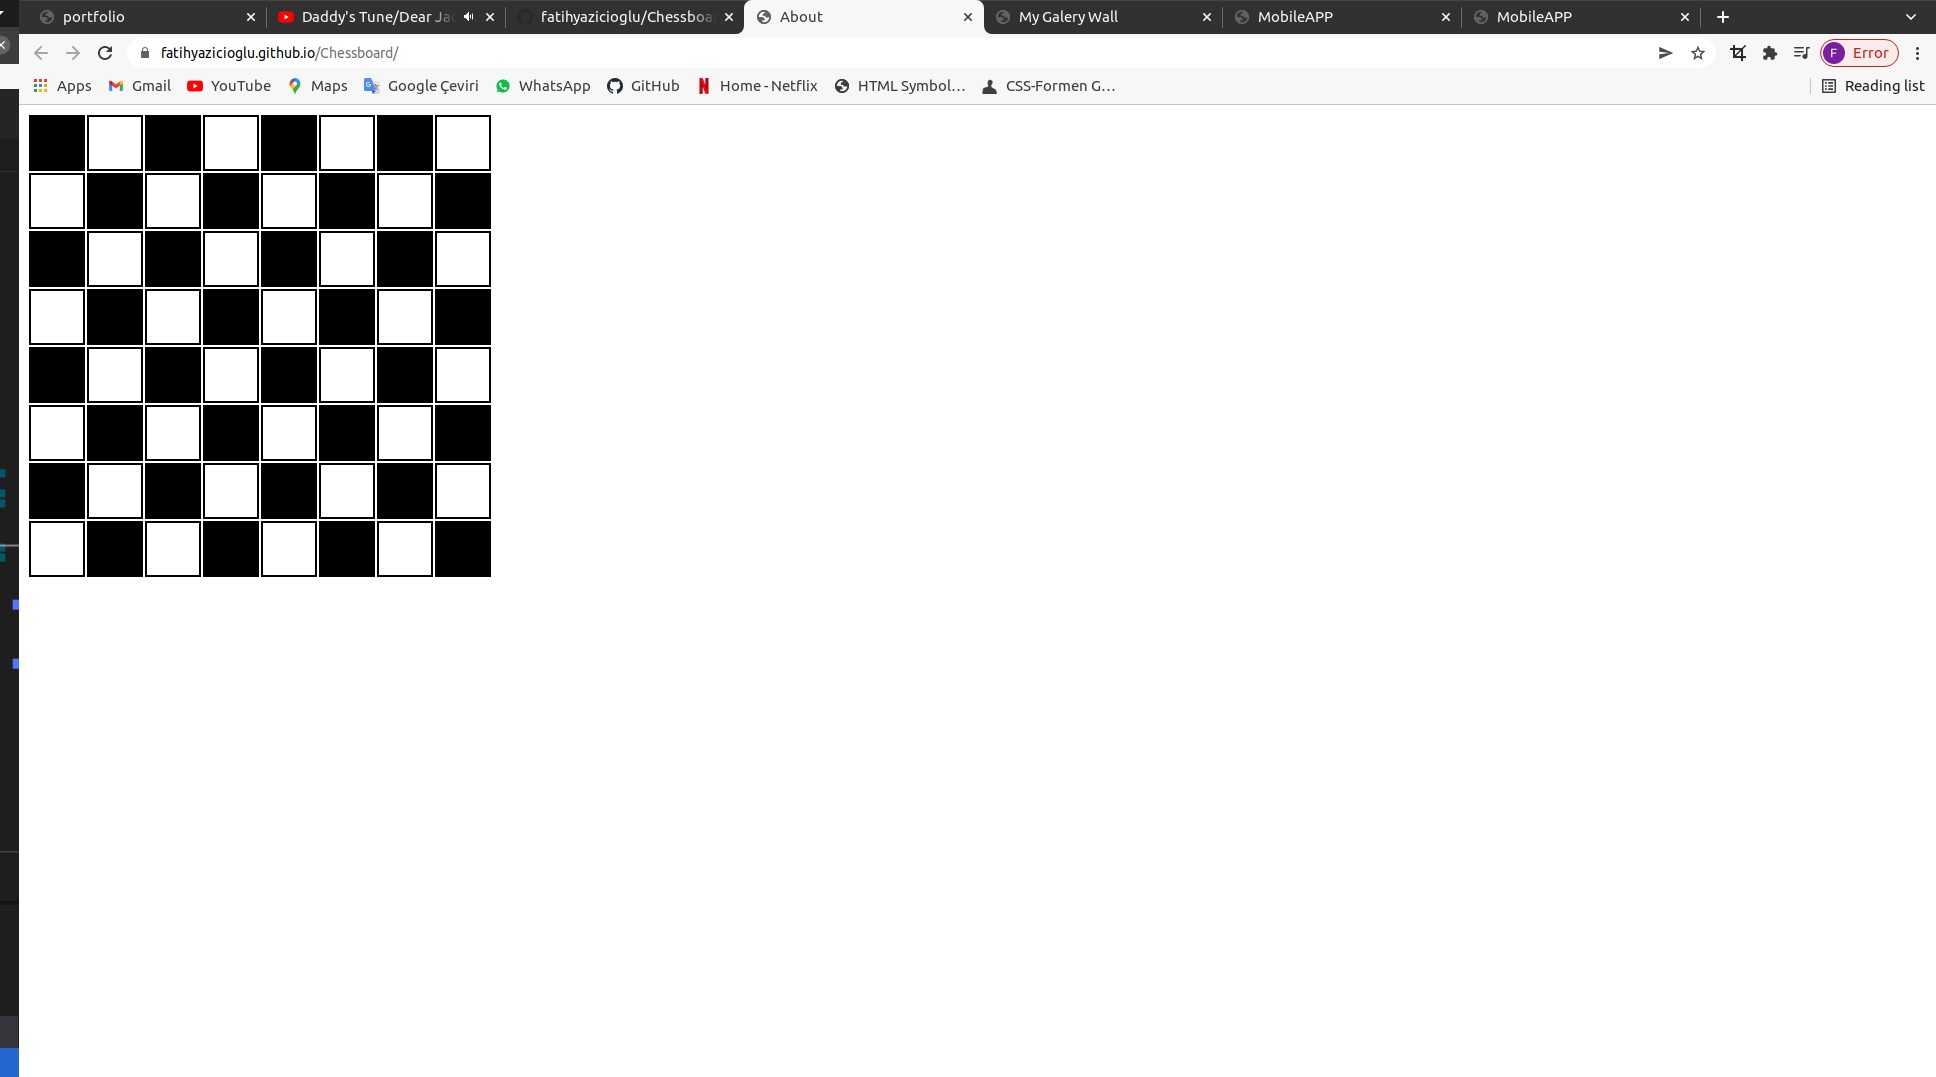 portfolio
Daddy's Tune/Dear Ja
fatihyazicioglu/Chessboa
About
My Galery Wall
MobileAPP
MobileAPP
fatihyazicioglu.github.io/Chessboard/
F Error
Apps
Gmail
YouTube
Maps
Google Çeviri
WhatsApp
GitHub
Home - Netflix
HTML Symbol…
CSS-Formen G…
Reading list